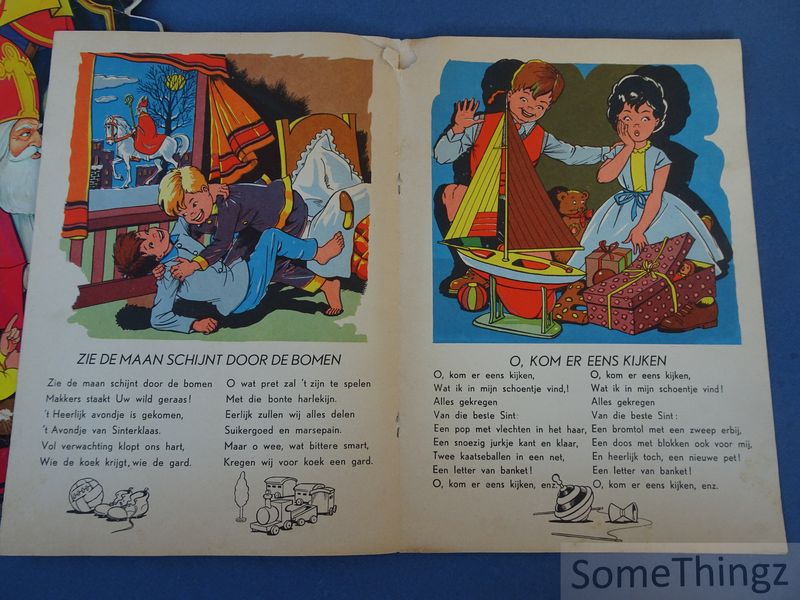 ZIE DE MAAN SCHIJNT DOOR DE BOMEN
Zie de maan schijnt door de bomen
Makkers staakt Uw wild geraas!
't Heerlijk avondje is gekomen,
't Avondje van Sinterklaas.
Vol verwachting klopt ons hart,
Wie de koek krijgt, wie de gard.
O wat pret zal 't zijn te spelen
Met die bonte harlekijn.
Eerlijk zullen wij alles delen
Suikergoed en marsepain.
Maar o wee, wat bittere smart,
Kregen wij voor koek een gard.
O, KOM ER EENS KIJKEN
O, kom er eens kijken,
Wat ik in mijn schoentje vind,!
Alles gekregen
Van die beste Sint:
Een pop met vlechten in het haar,
Een snoezig jurkje kant en klaar,
Twee kaatseballen in een net,
Een letter van banket!
O, kom er eens kijken, enz.
O, kom er eens kijken,
Wat ik in mijn schoentje vind!
Alles gekregen
Van die beste Sint:
Een bromtol met een zweep erbij,
Een doos met blokken ook voor mij,
En heerlijk toch, een nieuwe pet!
Een letter van banket!
O, kom er eens kijken, enz.
SomeThingz